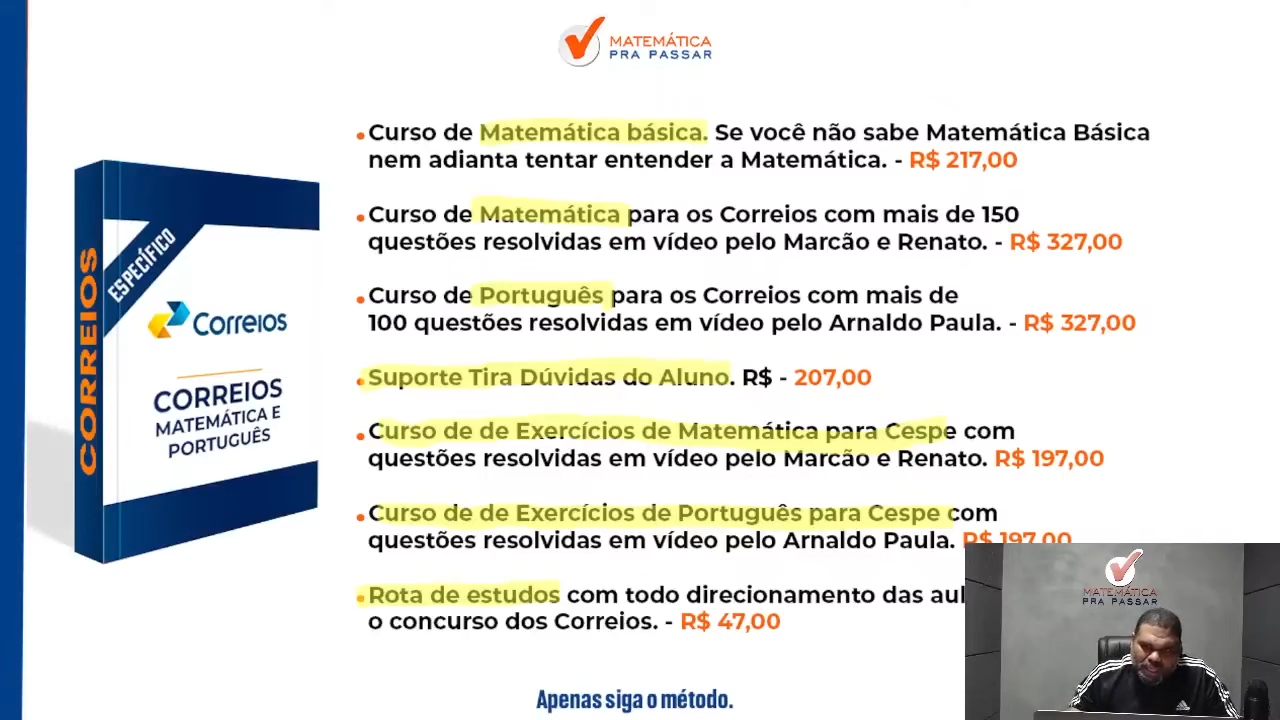 MATEMÁTICA
PRA PASSAR
Curso de Matemática básica. Se você não sabe Matemática Básica
nem adianta tentar entender a Matemática. - R$ 217,00
Curso de Matemática para os Correios com mais de 150
questões resolvidas em vídeo pelo Marcão e Renato. - R$ 327,00
Curso de Português para os Correios com mais de
100 questões resolvidas em vídeo pelo Arnaldo Paula. - R$ 327,00
Suporte Tira Dúvidas do Aluno. R$ - 207,00
Curso de de Exercícios de Matemática para Cespe com
questões resolvidas em vídeo pelo Marcão e Renato. R$ 197,00
Curso de de Exercícios de Português para Cespe com
questões resolvidas em vídeo pelo Arnaldo Paula. R$ 197,00
Rota de estudos com todo direcionamento das aul
o concurso dos Correios. - R$ 47,00
Apenas siga o método.
CORREIOS
ESPECÍFICO
Correios
CORREIOS
MATEMÁTICA E
PORTUGUÊS
MATEMÁTICA
PRA PASSAR